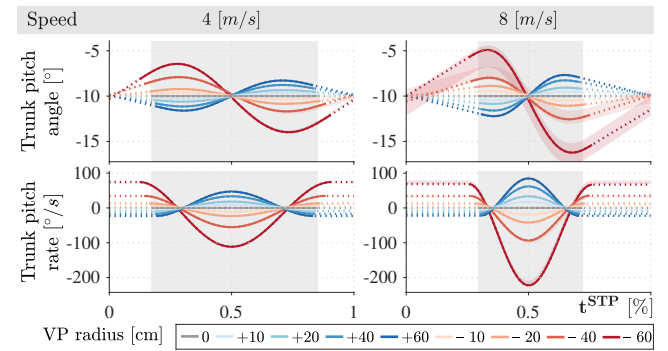 Speed 4 [m/s] 8 [m/s]
Trunk pitch angle [°]
-5 -5
-10 -10
-15 -15
Trunk pitch rate [°/s]
100 100
0 0
-100 -100
-200 -200
0 0.5 1 0 0.5 t^STP [%]
VP radius [cm] 0 +10 +20 +40 +60 − 10 − 20 − 40 − 60